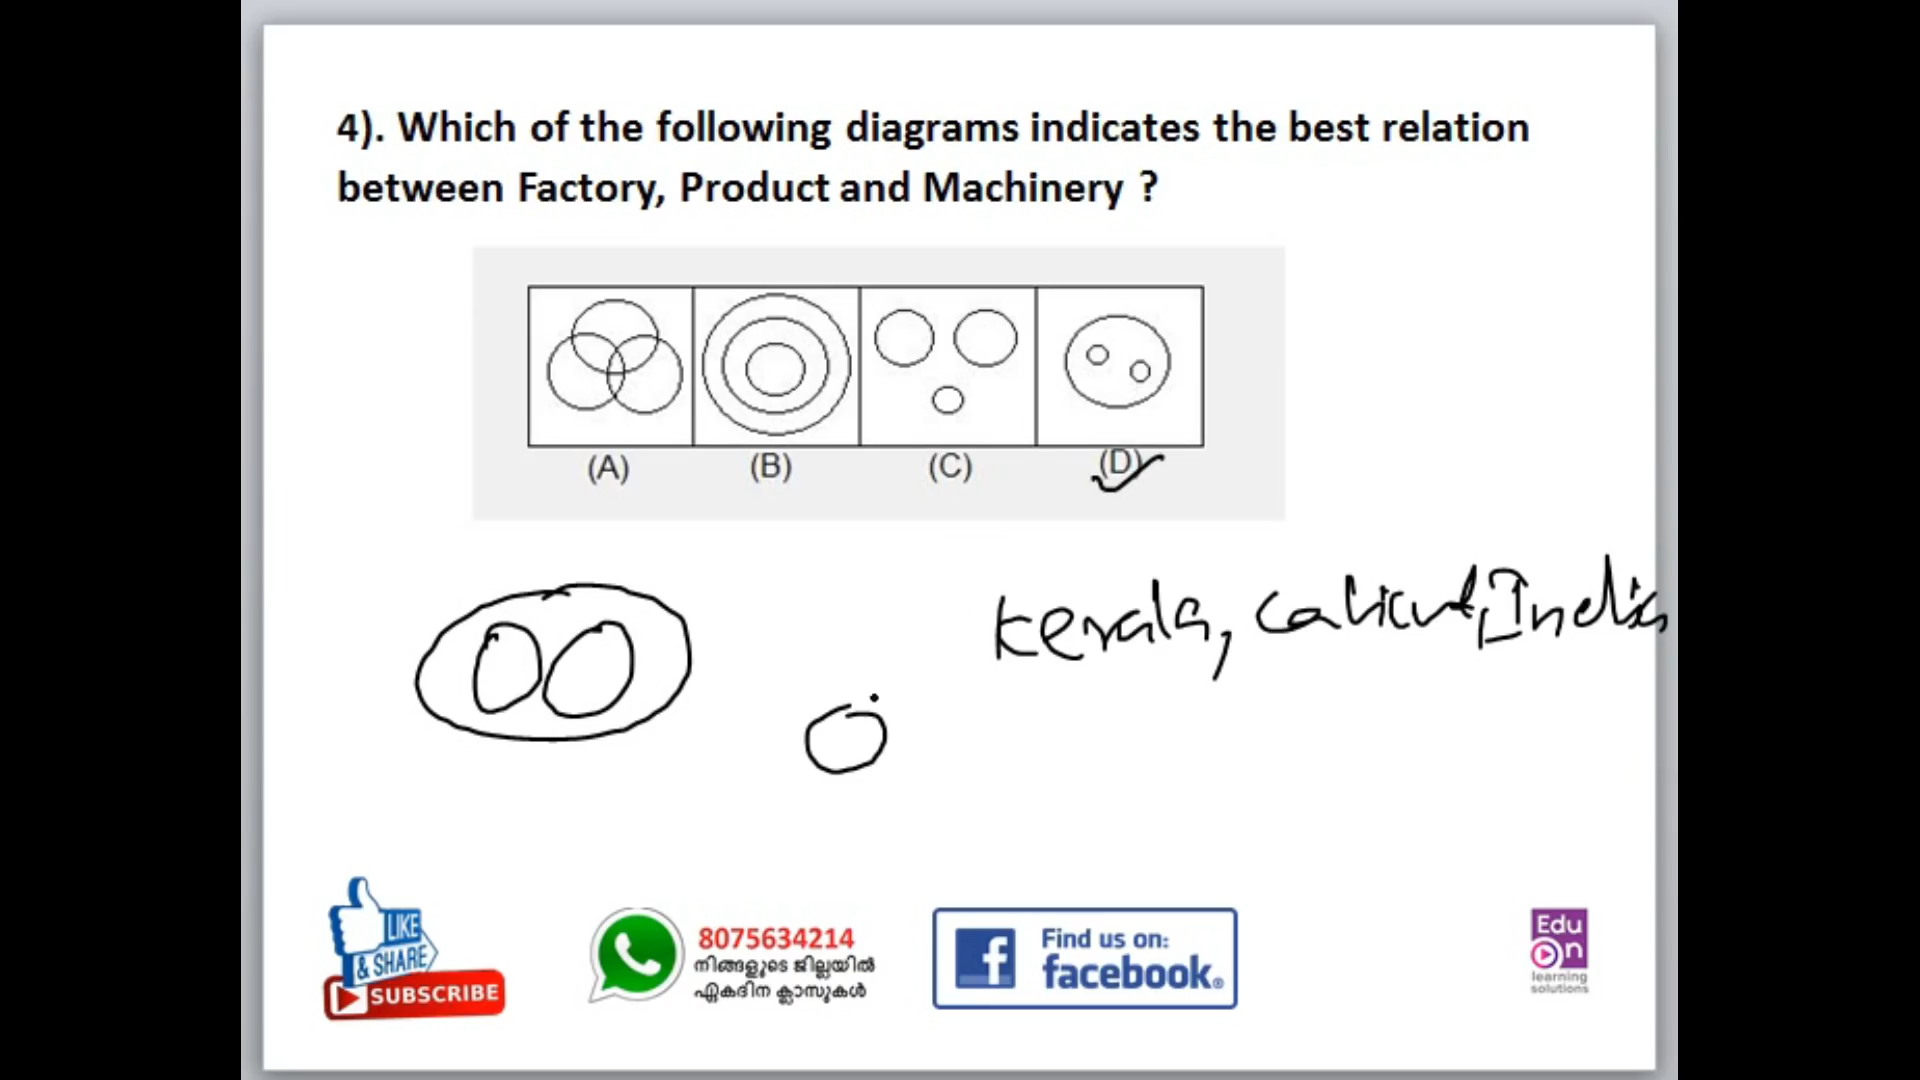 4). Which of the following diagrams indicates the best relation
between Factory, Product and Machinery ?
(A) (B) (C) (D)
Kerala, Calicut, India
LIKE
& SHARE
SUBSCRIBE
8075634214
നിങ്ങളുടെ ജില്ലയിൽ
ഏകദിന ക്ലാസുകൾ
Find us on:
facebook®
Edu
On
learning
solutions